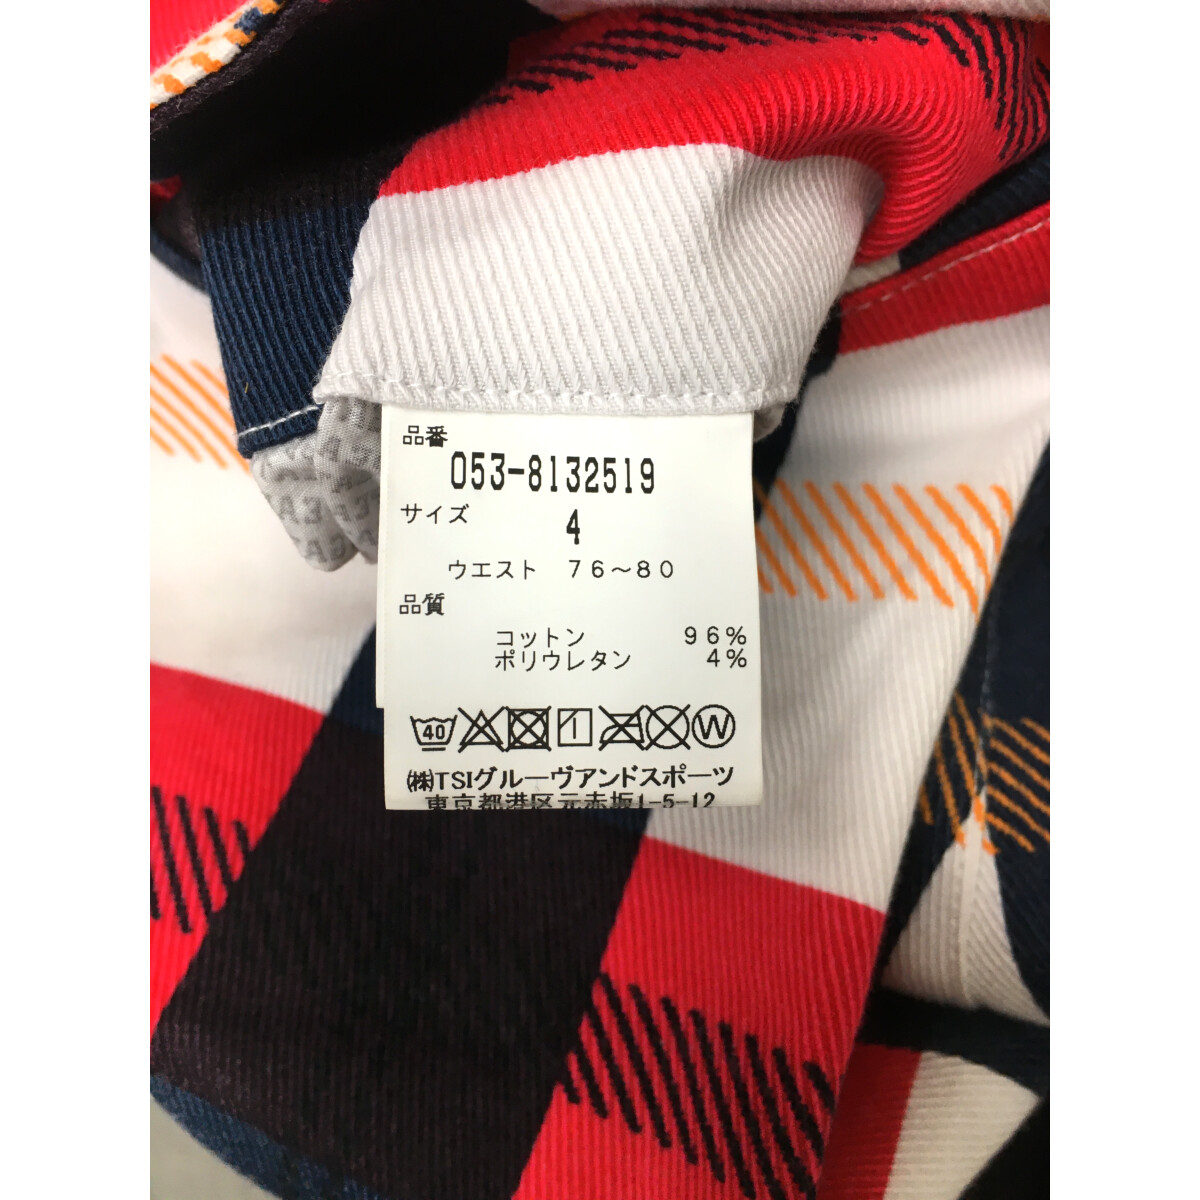 品番
053-8132519
サイズ
4
ウエスト 76~80
品質
コットン 96%
ポリウレタン 4%
40
W
㈱TSIグルーヴアンドスポーツ
東京都港区元赤坂1-5-12